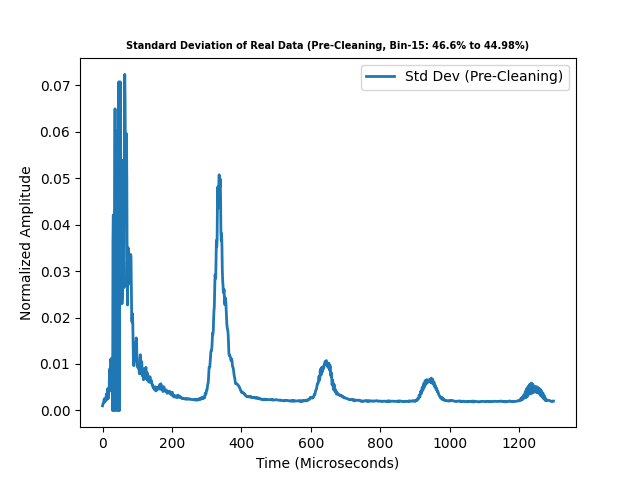 Standard Deviation of Real Data (Pre-Cleaning, Bin-15: 46.6% to 44.98%)
Std Dev (Pre-Cleaning)
Normalized Amplitude
0.07
0.06
0.05
0.04
0.03
0.02
0.01
0.00
0 200 400 600 800 1000 1200
Time (Microseconds)